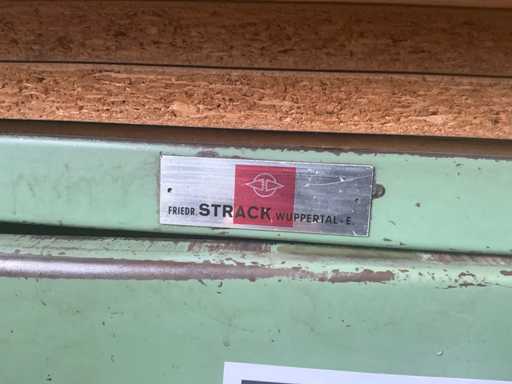 FRIEDR. STRACK, WUPPERTAL-E.